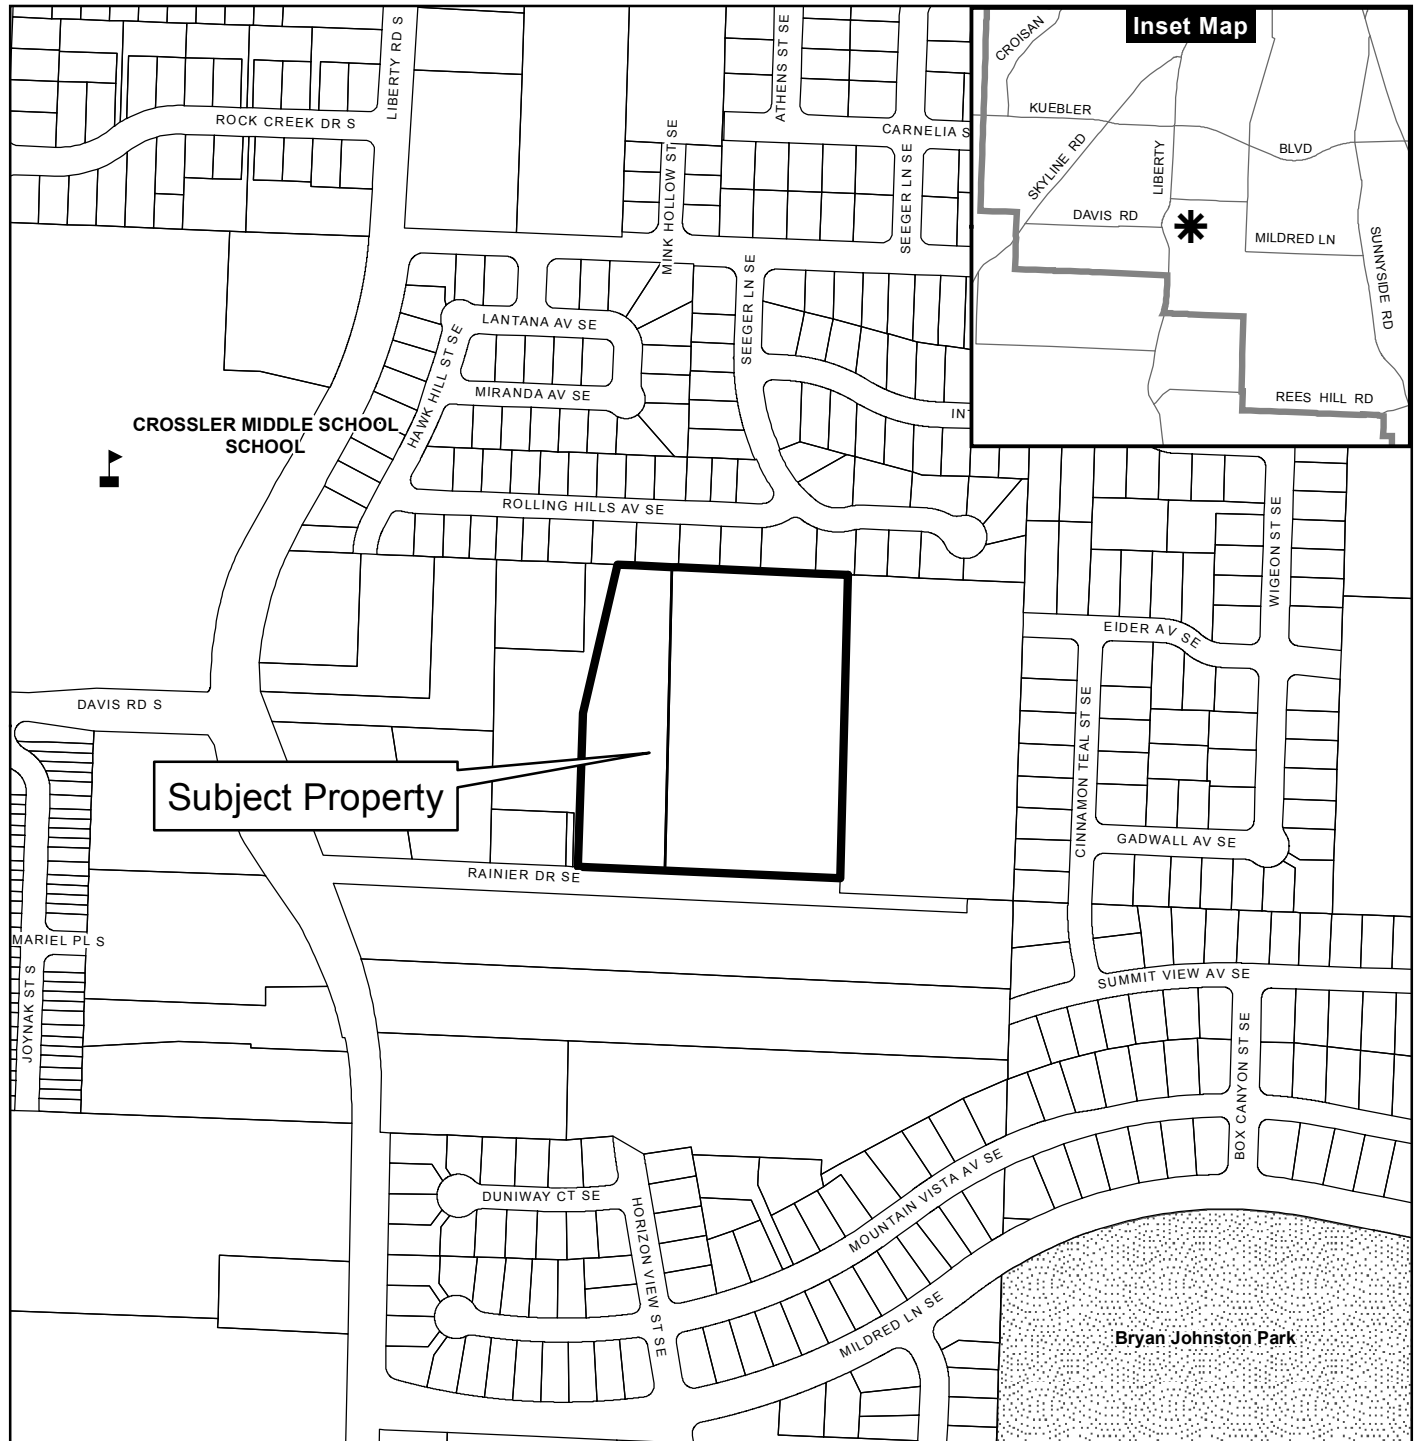 LIBERTY RD S
ATHENS ST SE
Inset Map
CROISAN
KUEBLER
BLVD
SKYLINE RD
LIBERTY
DAVIS RD
MILDRED LN
SUNNYSIDE RD
REES HILL RD
ROCK CREEK DR S
CARNELIA S
MINK HOLLOW ST SE
SEEGER LN SE
SEEGER LN SE
LANTANA AV SE
HAWK HILL ST SE
MIRANDA AV SE
INT
CROSSLER MIDDLE SCHOOL
SCHOOL
ROLLING HILLS AV SE
WIGEON ST SE
EIDER AV SE
DAVIS RD S
CINNAMON TEAL ST SE
Subject Property
GADWALL AV SE
RAINIER DR SE
MARIEL PL S
JOYNAK ST S
SUMMIT VIEW AV SE
BOX CANYON ST SE
DUNIWAY CT SE
HORIZON VIEW ST SE
MOUNTAIN VISTA AV SE
MILDRED LN SE
Bryan Johnston Park